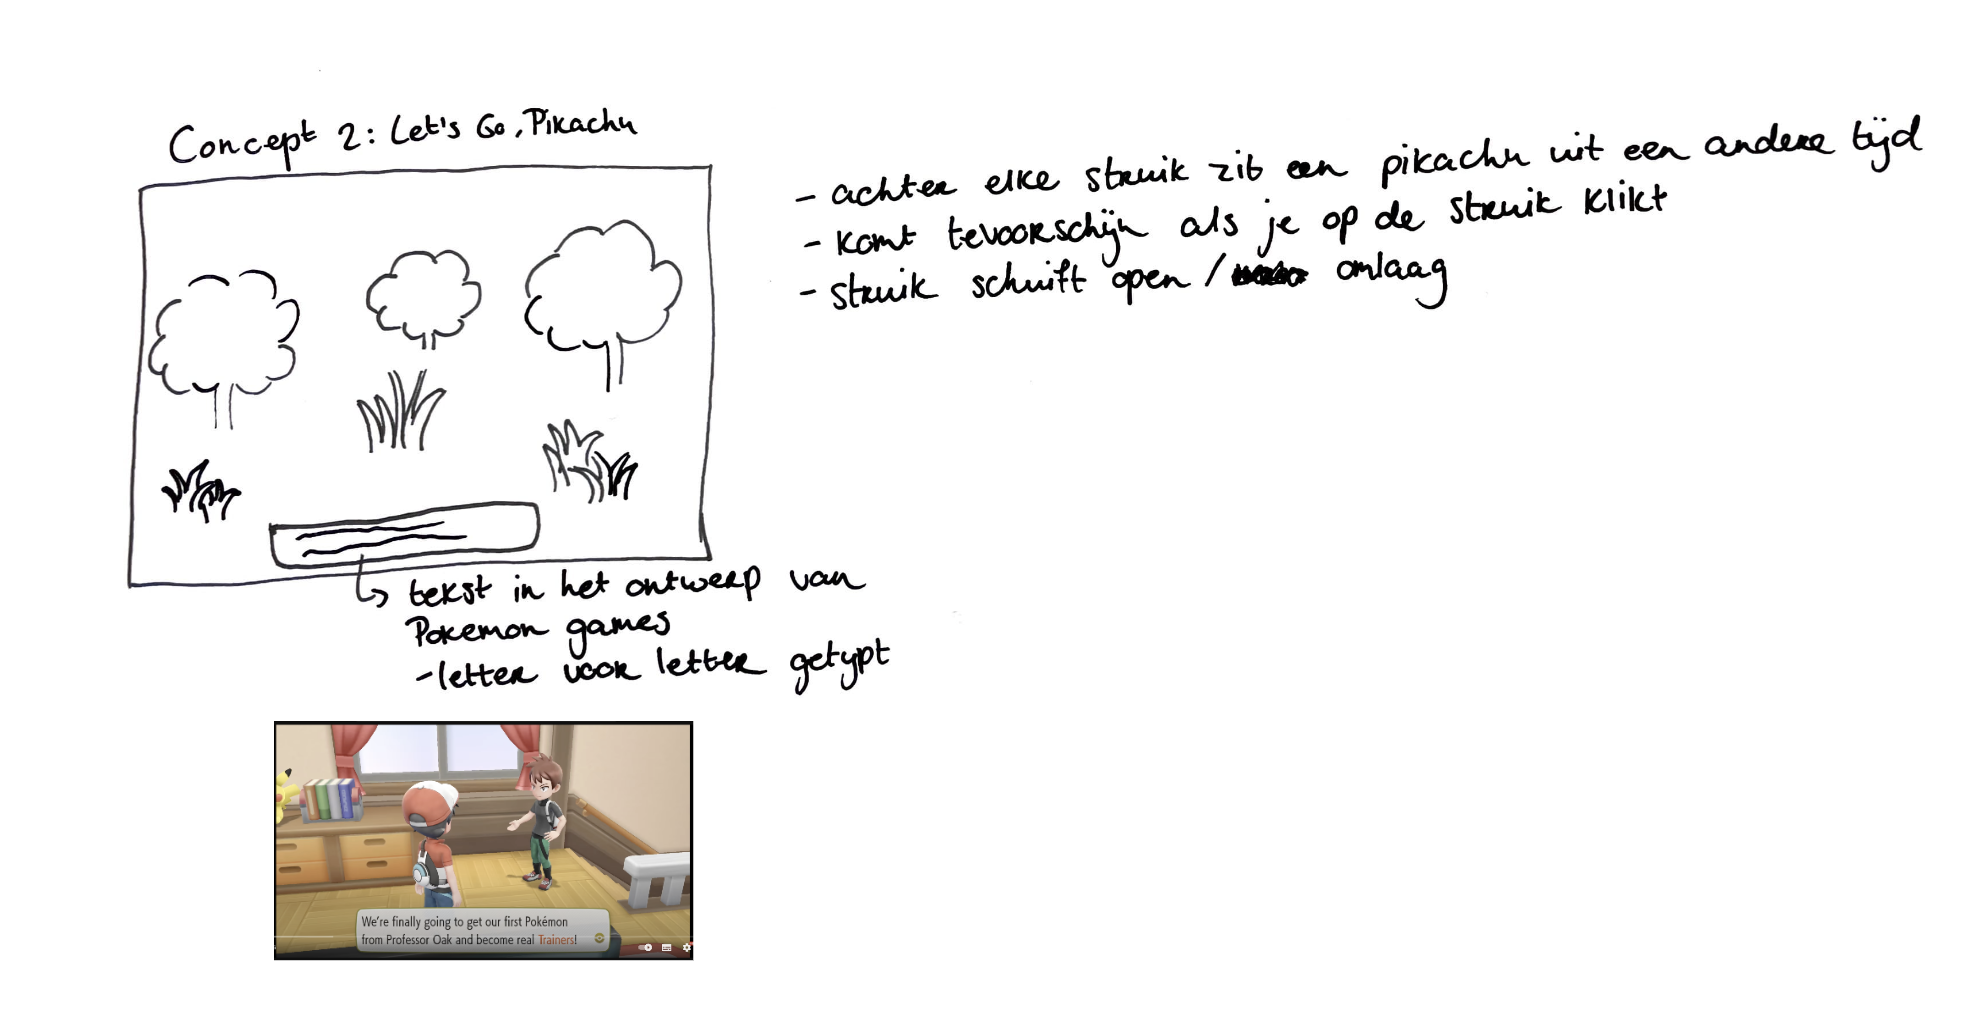 Concept 2: Let's Go, Pikachu
- achter elke struik zit een pikachu uit een andere tijd
- komt tevoorschijn als je op de struik klikt
- struik schuift open / omlaag
tekst in het ontwerp van
Pokemon games
- letter voor letter getypt
We're finally going to get our first Pokémon
from Professor Oak and become real Trainers!